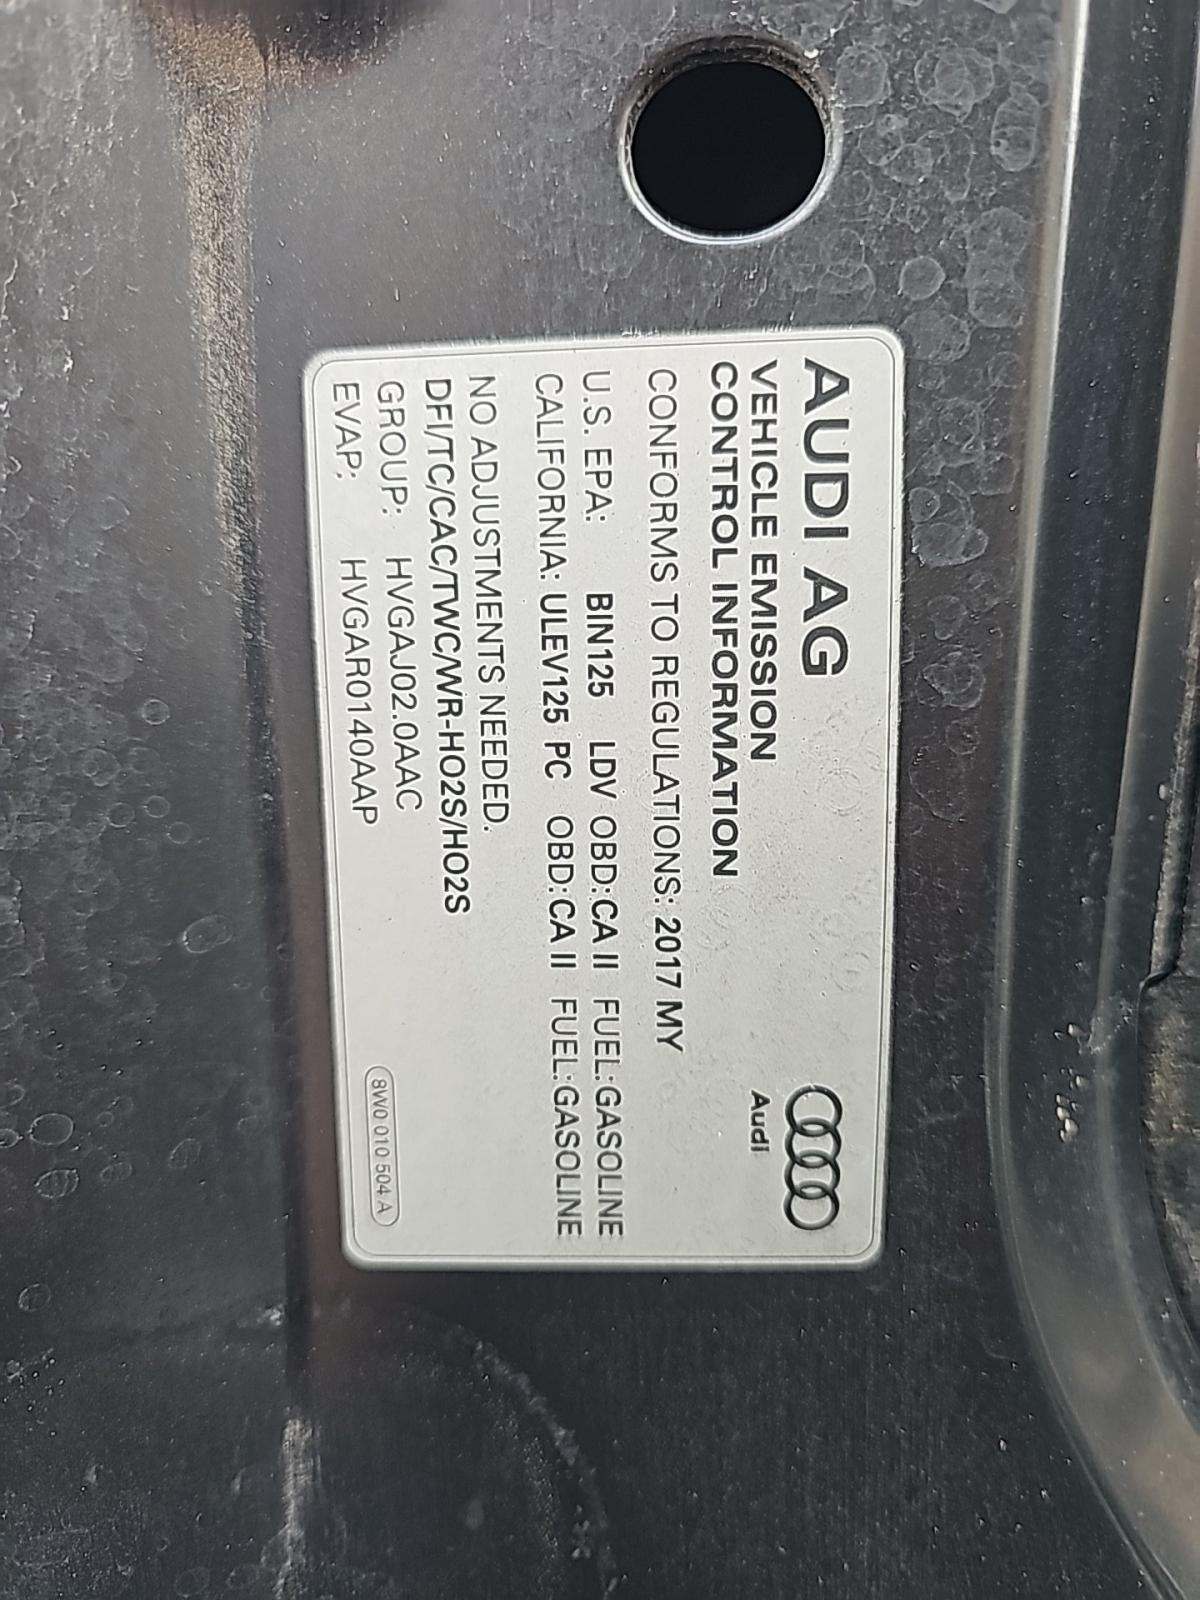 AUDI AG
VEHICLE EMISSION
CONTROL INFORMATION
Audi
CONFORMS TO REGULATIONS: 2017 MY
U.S. EPA: BIN125 LDV OBD:CA II FUEL:GASOLINE
CALIFORNIA: ULEV125 PC OBD:CA II FUEL:GASOLINE
NO ADJUSTMENTS NEEDED.
DFI/TC/CAC/TWC/WR-HO2S/HO2S
GROUP: HVGAJ02.0AAC
EVAP: HVGAR0140AAP
8W0 010 504 A